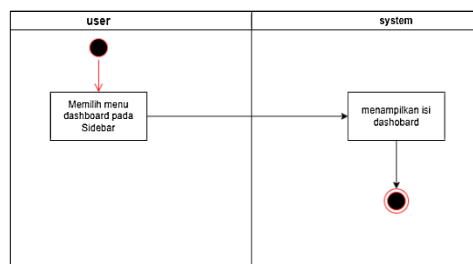 user
system
Memilih menu
dashboard pada
Sidebar
menampilkan isi
dashobard